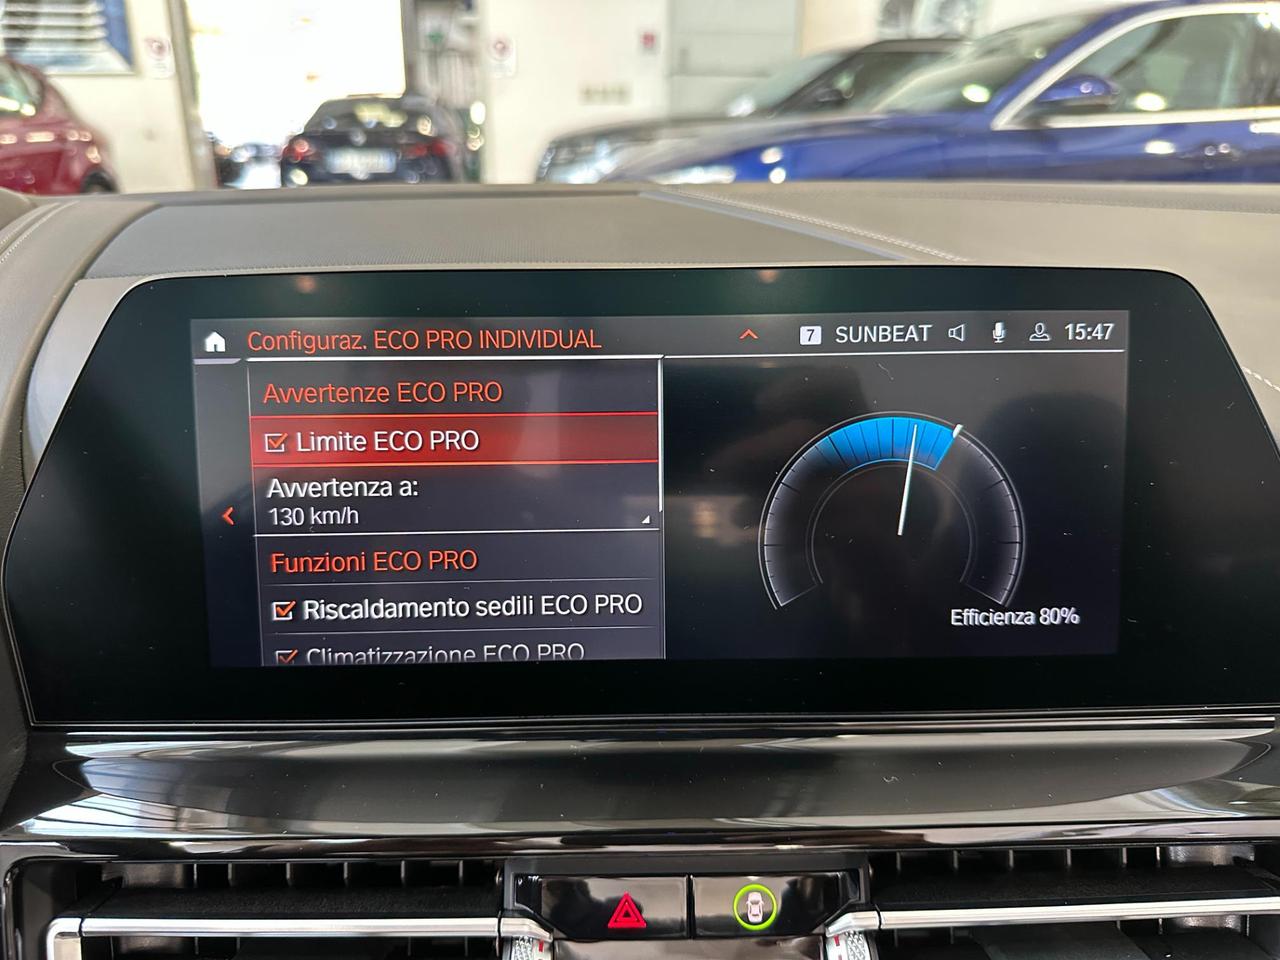 Configuraz. ECO PRO INDIVIDUAL
7 SUNBEAT 15:47
Avvertenze ECO PRO
Limite ECO PRO
Avvertenza a:
130 km/h
Funzioni ECO PRO
Riscaldamento sedili ECO PRO
Climatizzazione ECO PRO
Efficienza 80%